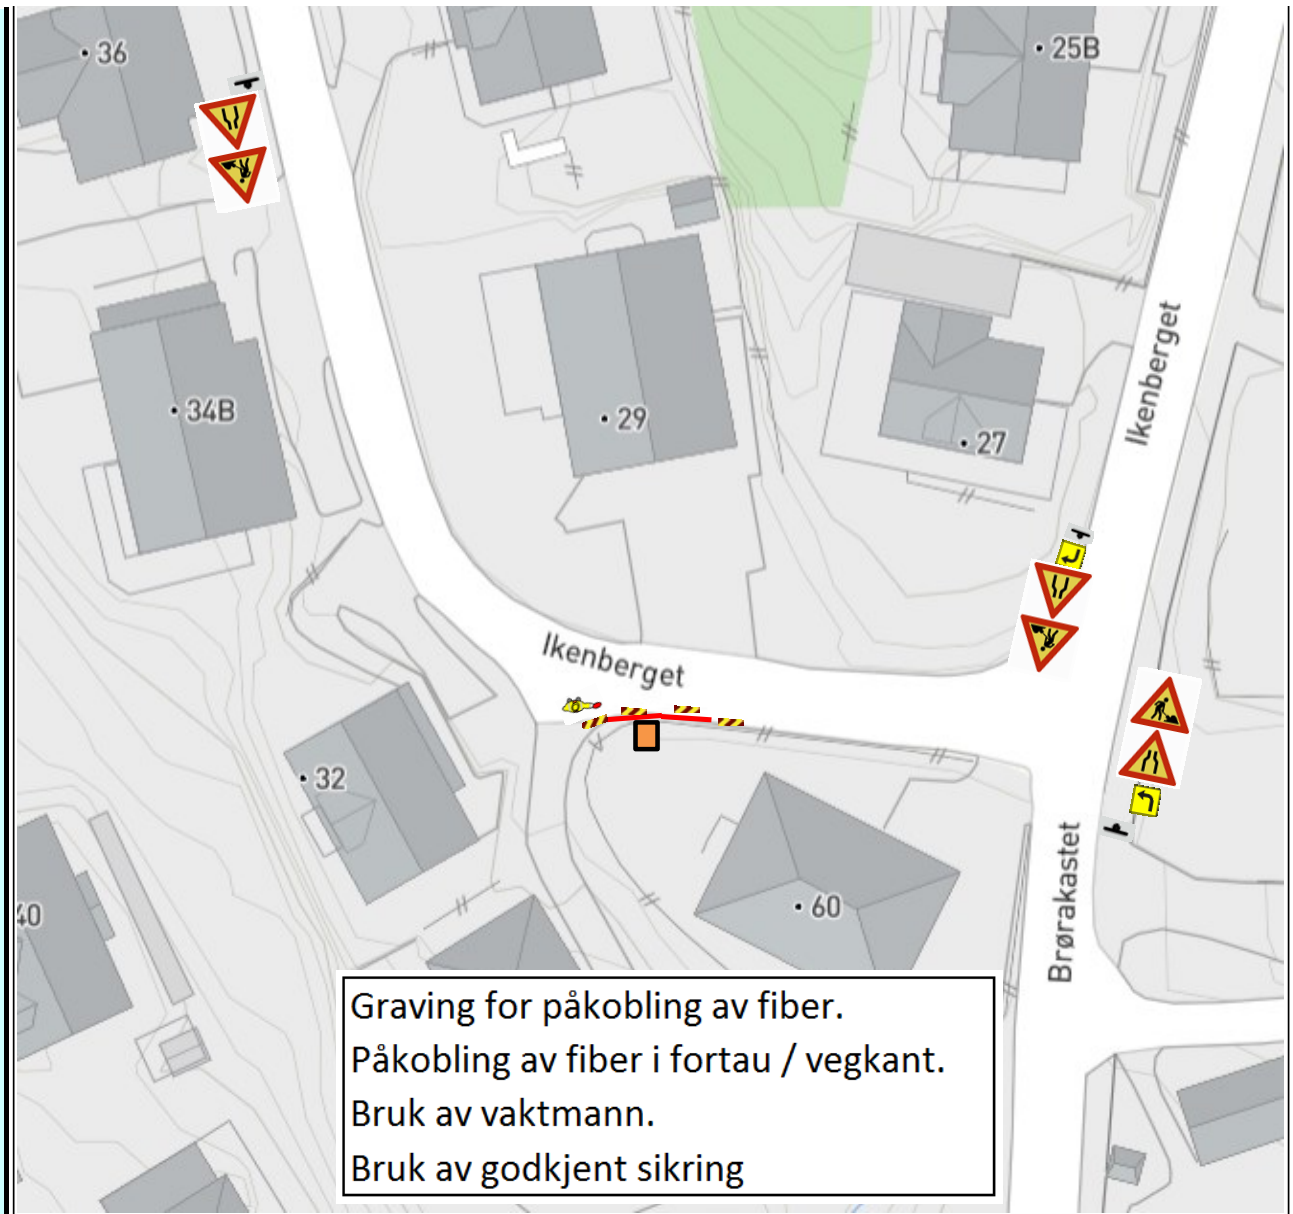 36
25B
Ikenberget
34B
29
27
Ikenberget
32
40
60
Brørakastet
Graving for påkobling av fiber.
Påkobling av fiber i fortau / vegkant.
Bruk av vaktmann.
Bruk av godkjent sikring